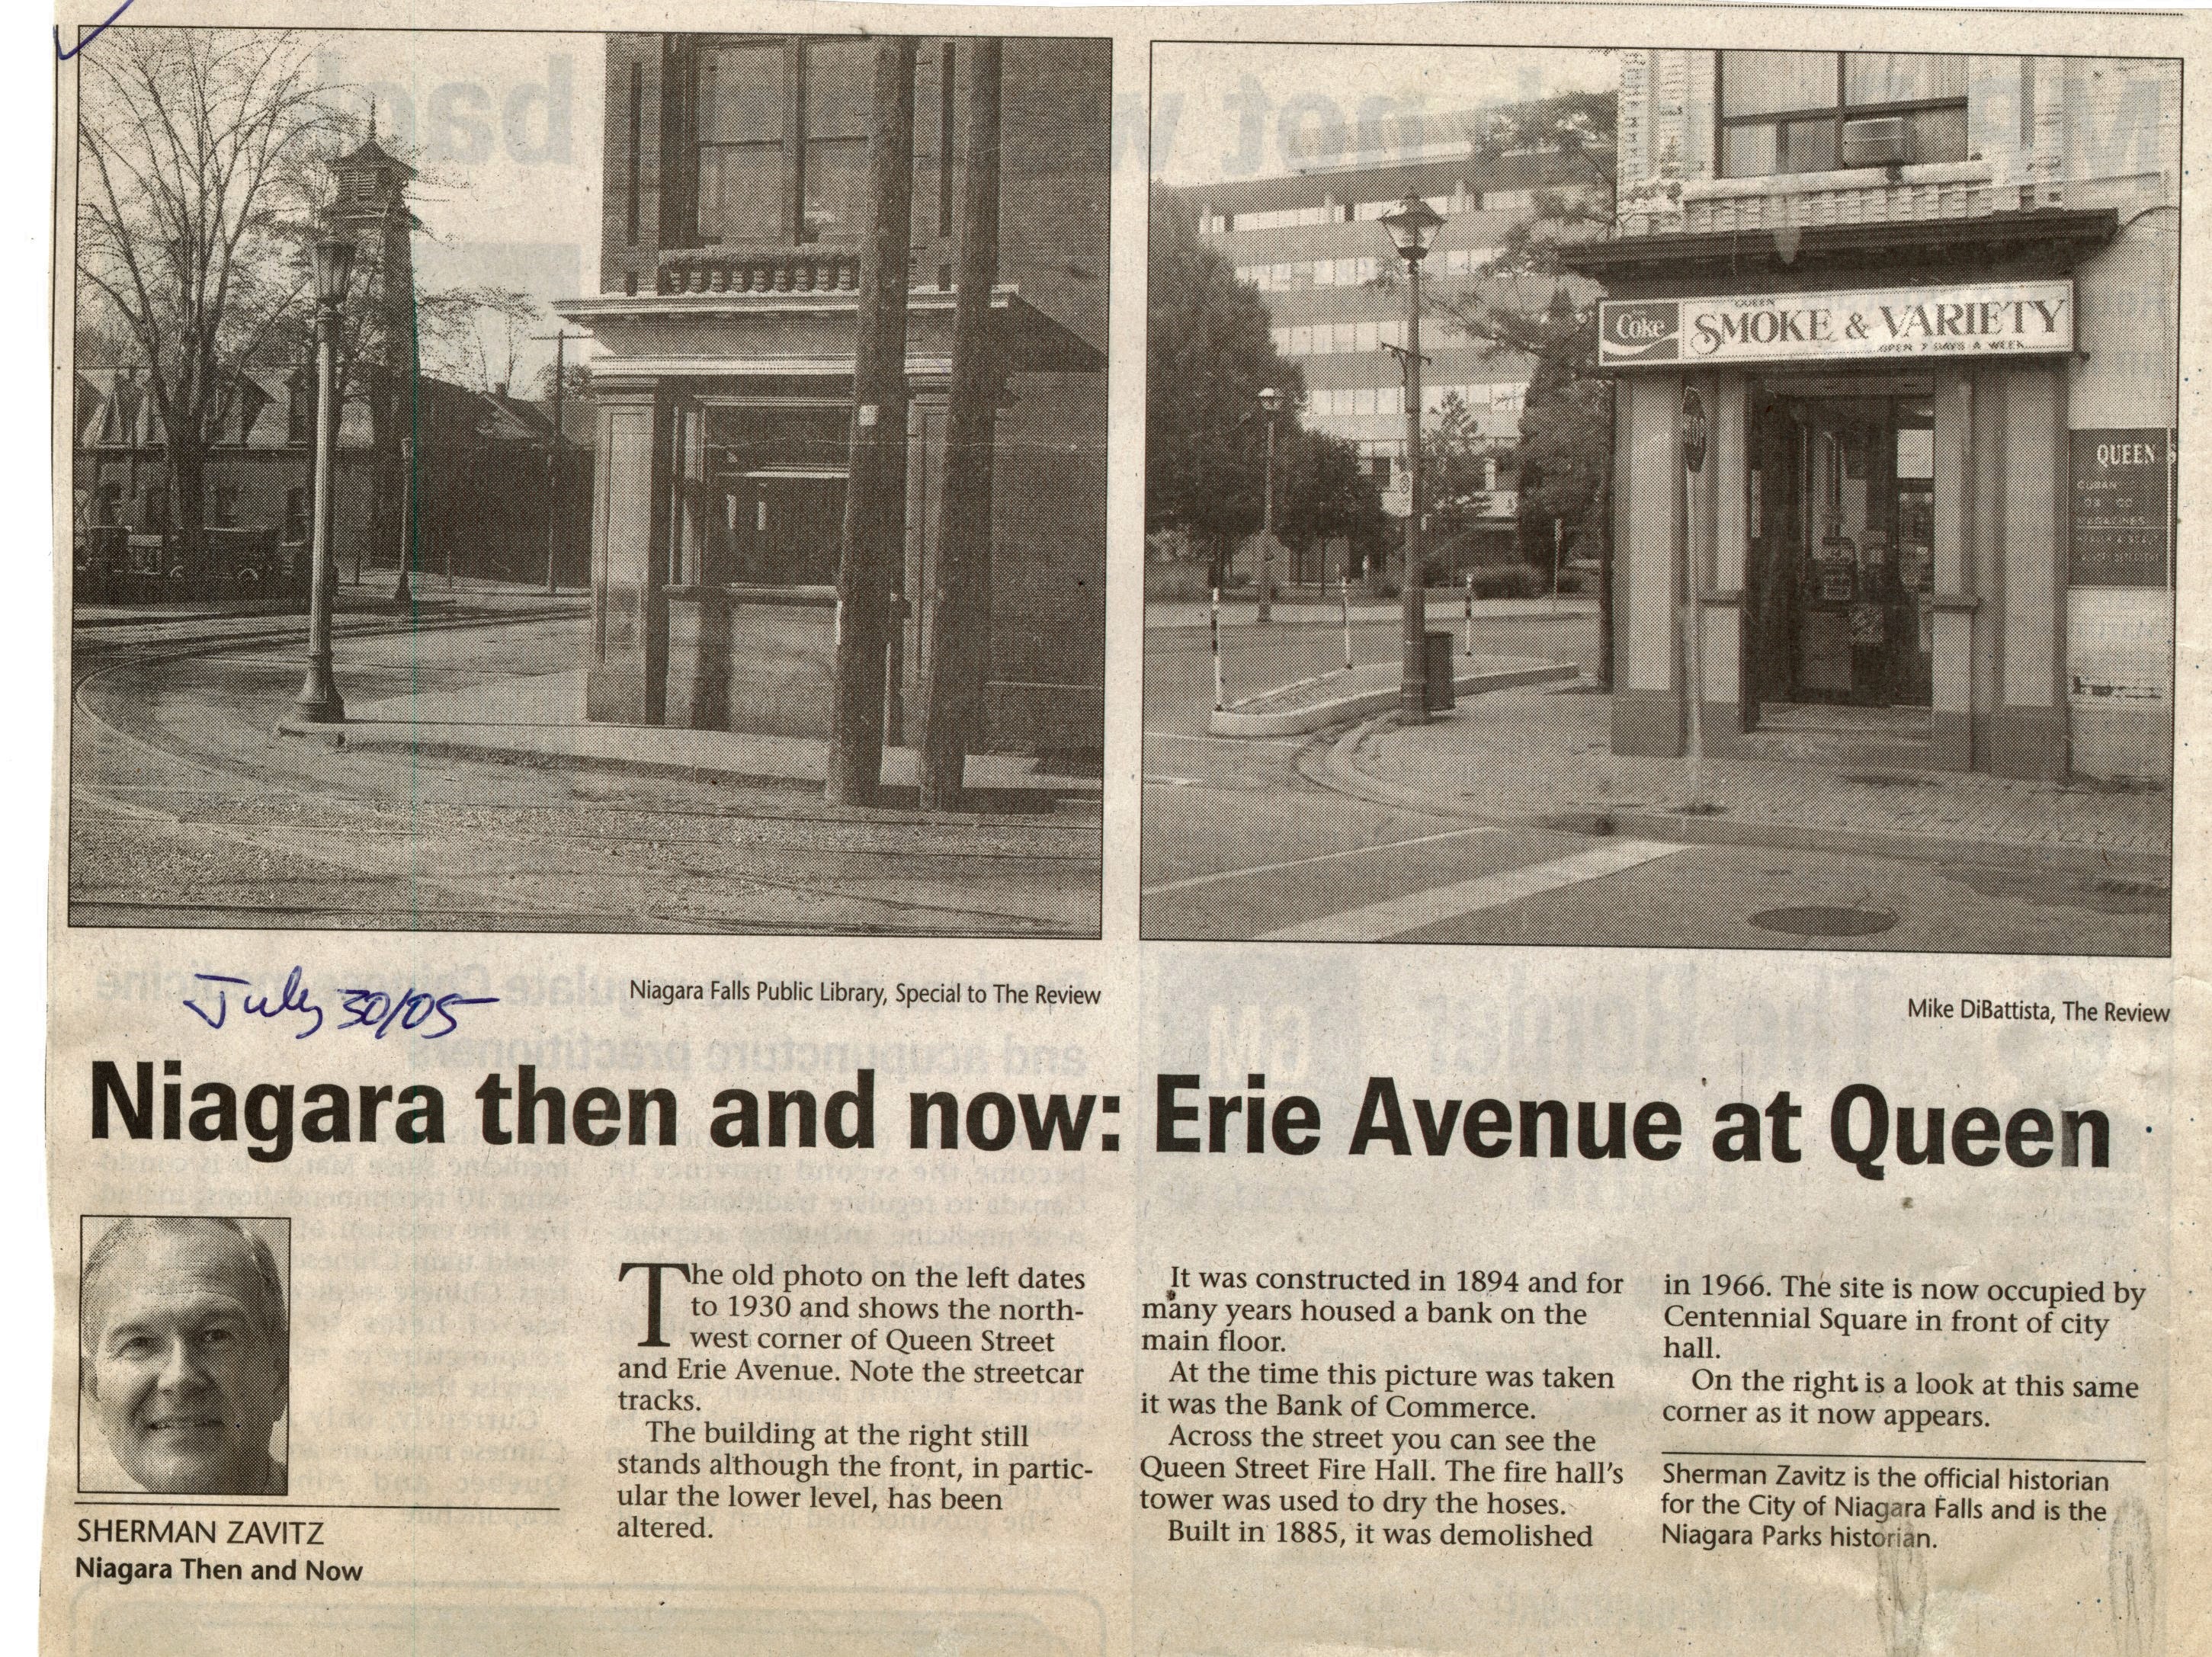 Coke
QUEEN
SMOKE & VARIETY
OPEN 7 DAYS A WEEK
STOP
QUEEN
CUBAN
MAGAZINES
July 30/05
Niagara Falls Public Library, Special to The Review
Mike DiBattista, The Review
Niagara then and now: Erie Avenue at Queen
SHERMAN ZAVITZ
Niagara Then and Now
The old photo on the left dates
to 1930 and shows the north-
west corner of Queen Street
and Erie Avenue. Note the streetcar
tracks.
The building at the right still
stands although the front, in partic-
ular the lower level, has been
altered.
It was constructed in 1894 and for
many years housed a bank on the
main floor.
At the time this picture was taken
it was the Bank of Commerce.
Across the street you can see the
Queen Street Fire Hall. The fire hall's
tower was used to dry the hoses.
Built in 1885, it was demolished
in 1966. The site is now occupied by
Centennial Square in front of city
hall.
On the right is a look at this same
corner as it now appears.
Sherman Zavitz is the official historian
for the City of Niagara Falls and is the
Niagara Parks historian.